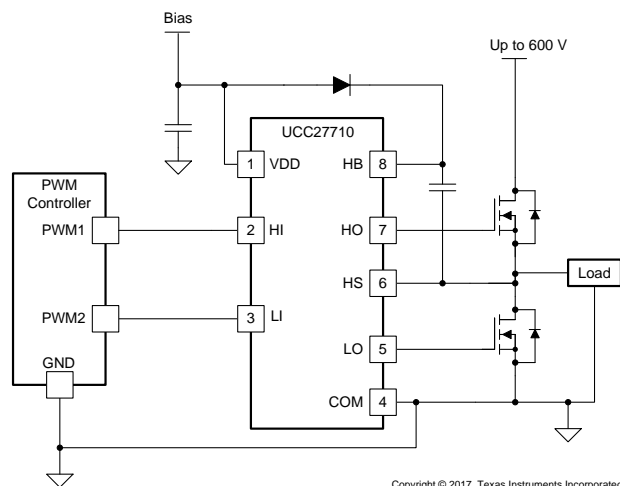 Bias
Up to 600 V
UCC27710
1 VDD
HB 8
PWM
Controller
PWM1
2 HI
HO 7
HS 6
Load
PWM2
3 LI
LO 5
GND
COM 4
Copyright © 2017, Texas Instruments Incorporated